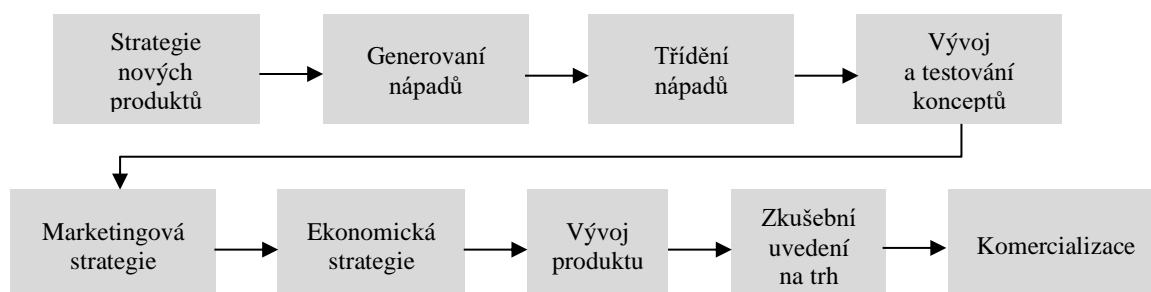 Strategie
nových
produktů
Generovaní
nápadů
Třídění
nápadů
Vývoj
a testování
konceptů
Marketingová
strategie
Ekonomická
strategie
Vývoj
produktu
Zkušební
uvedení
na trh
Komercializace